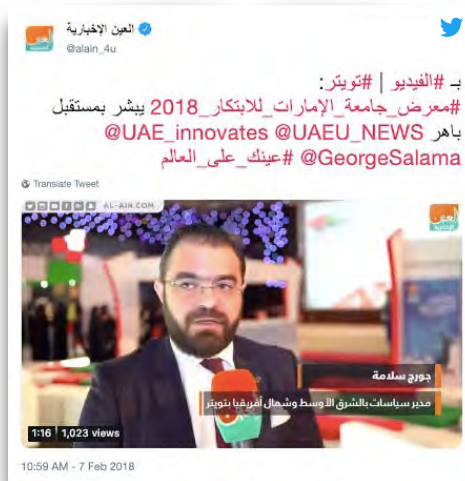 العين الإخبارية
@alain_4u
بـ #الفيديو | #تويتر:
#معرض_جامعة_الإمارات_للابتكار_2018 يبشر بمستقبل
باهر @UAE_innovates @UAEU_NEWS
@GeorgeSalama #عينك_على_العالم
Translate Tweet
AL-AIN.COM
العين
الإخبارية
جورج سلامة
مدير سياسات بالشرق الأوسط وشمال أفريقيا بتويتر
1:16 1,023 views
10:59 AM - 7 Feb 2018